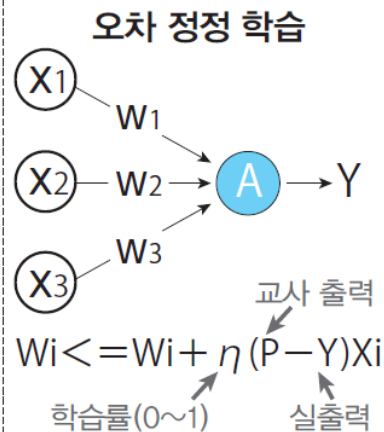 오차 정정 학습
X1
W1
X2 W2 A Y
W3
X3
교사 출력
Wi<=Wi+η(P-Y)Xi
학습률(0~1) 실출력